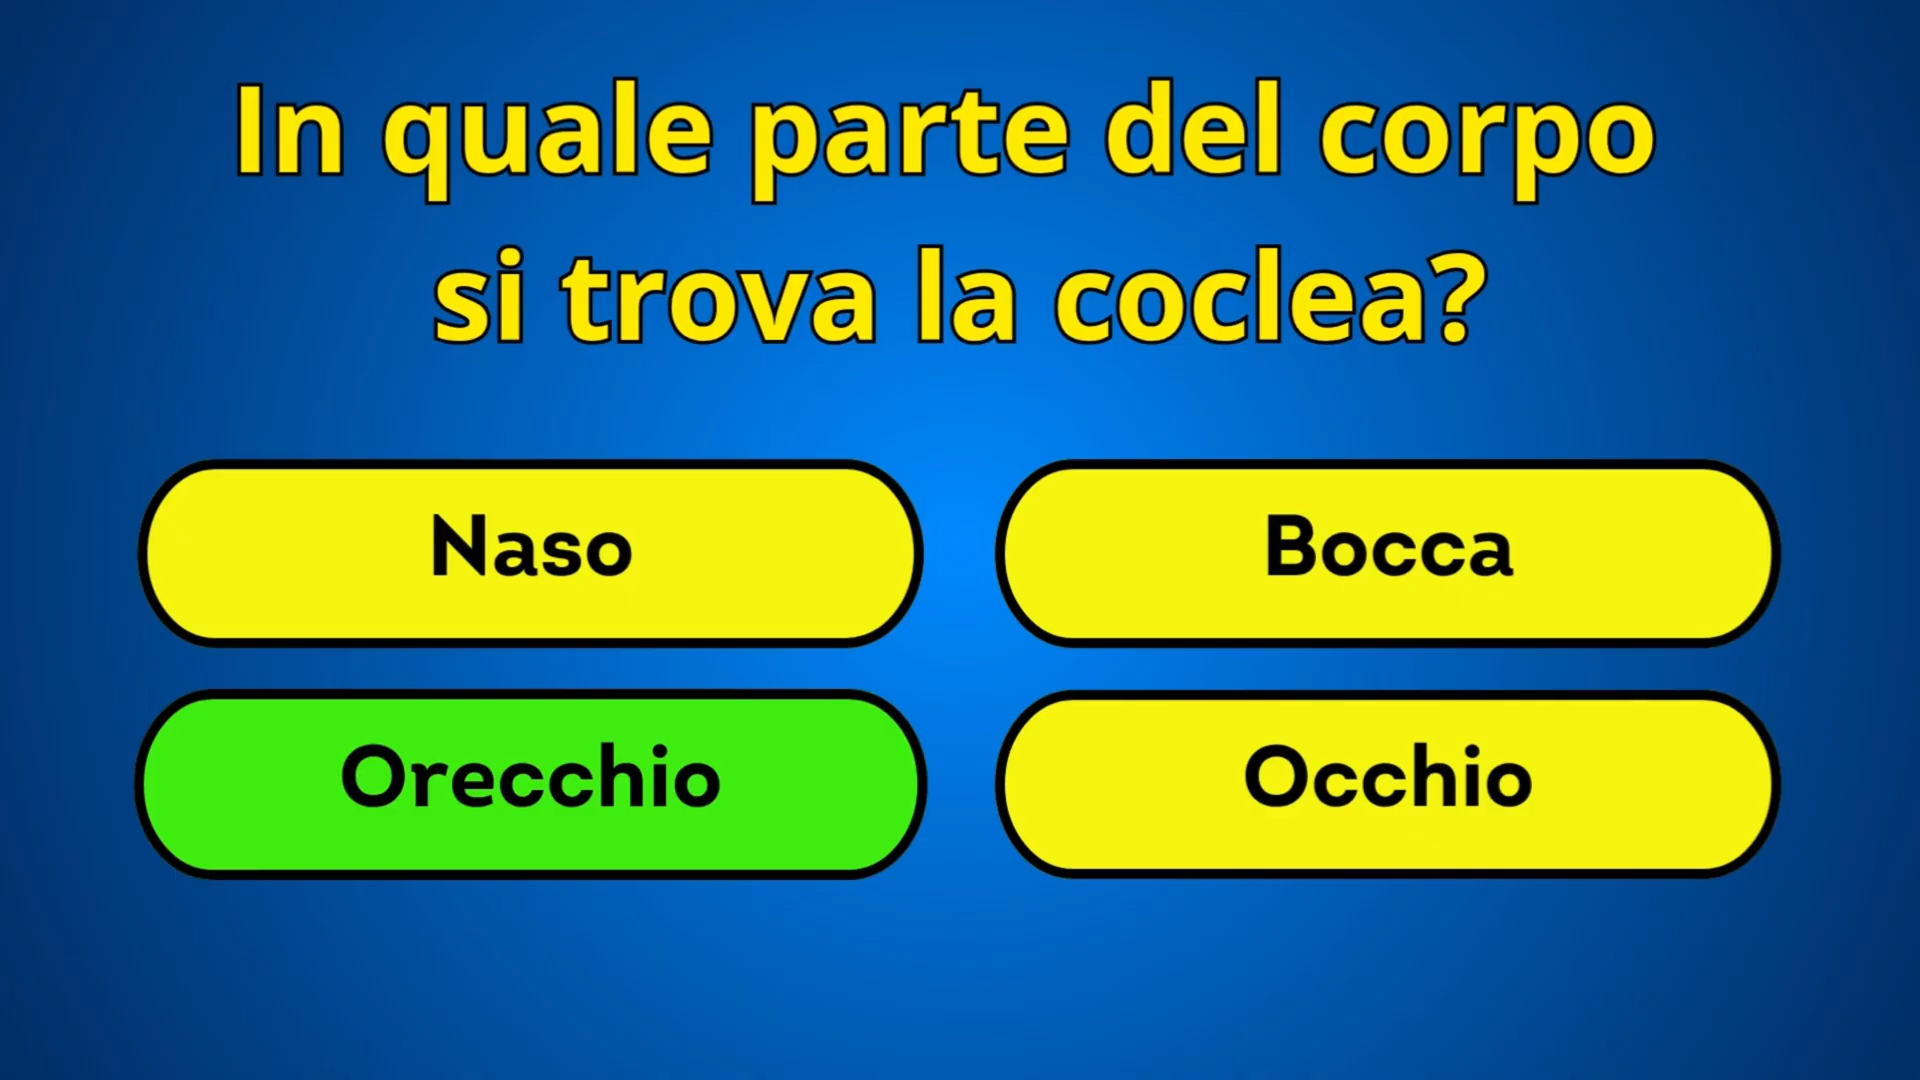 In quale parte del corpo
si trova la coclea?
Naso
Bocca
Orecchio
Occhio